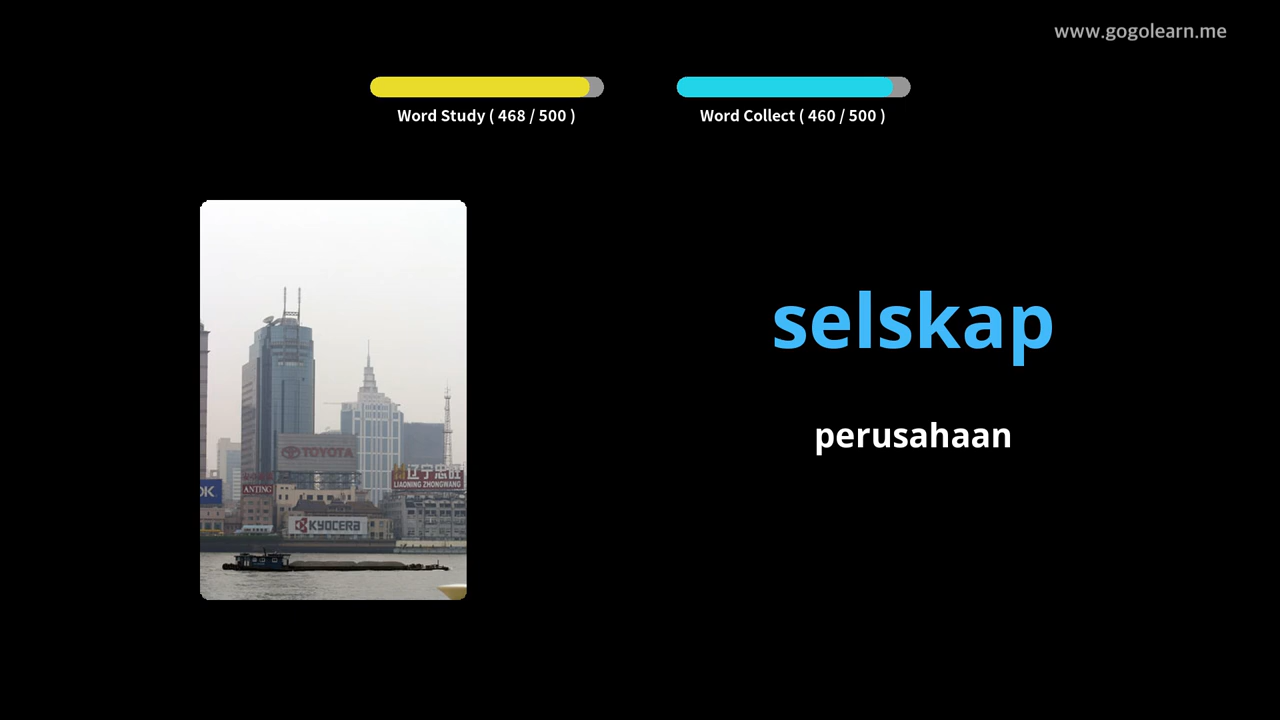 www.gogolearn.me
Word Study ( 468 / 500 )
Word Collect ( 460 / 500 )
selskap
perusahaan
TOYOTA
辽宁忠旺
LIAONING ZHONGWANG
ANTING
OK
KYOCERA